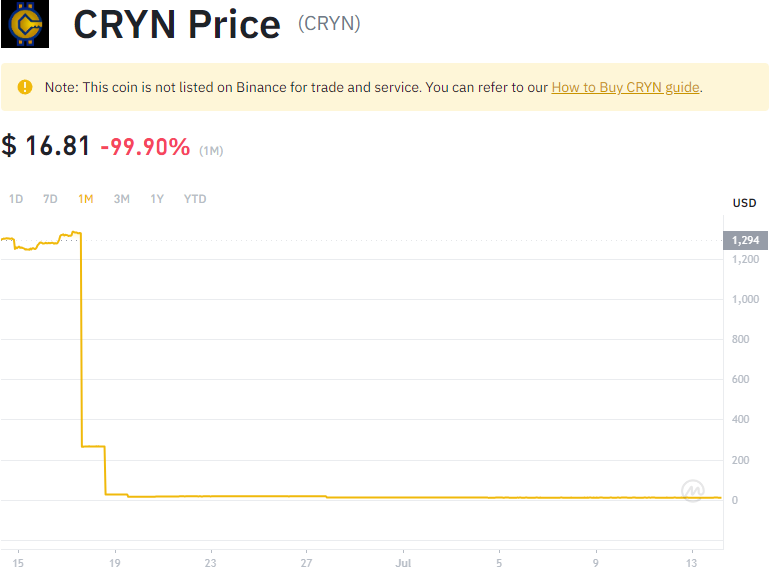 CRYN Price (CRYN)
Note: This coin is not listed on Binance for trade and service. You can refer to our How to Buy CRYN guide.
$ 16.81 -99.90% (1M)
1D 7D 1M 3M 1Y YTD
USD
1,294
1,200
1,000
800
600
400
200
0
15 19 23 27 Jul 5 9 13